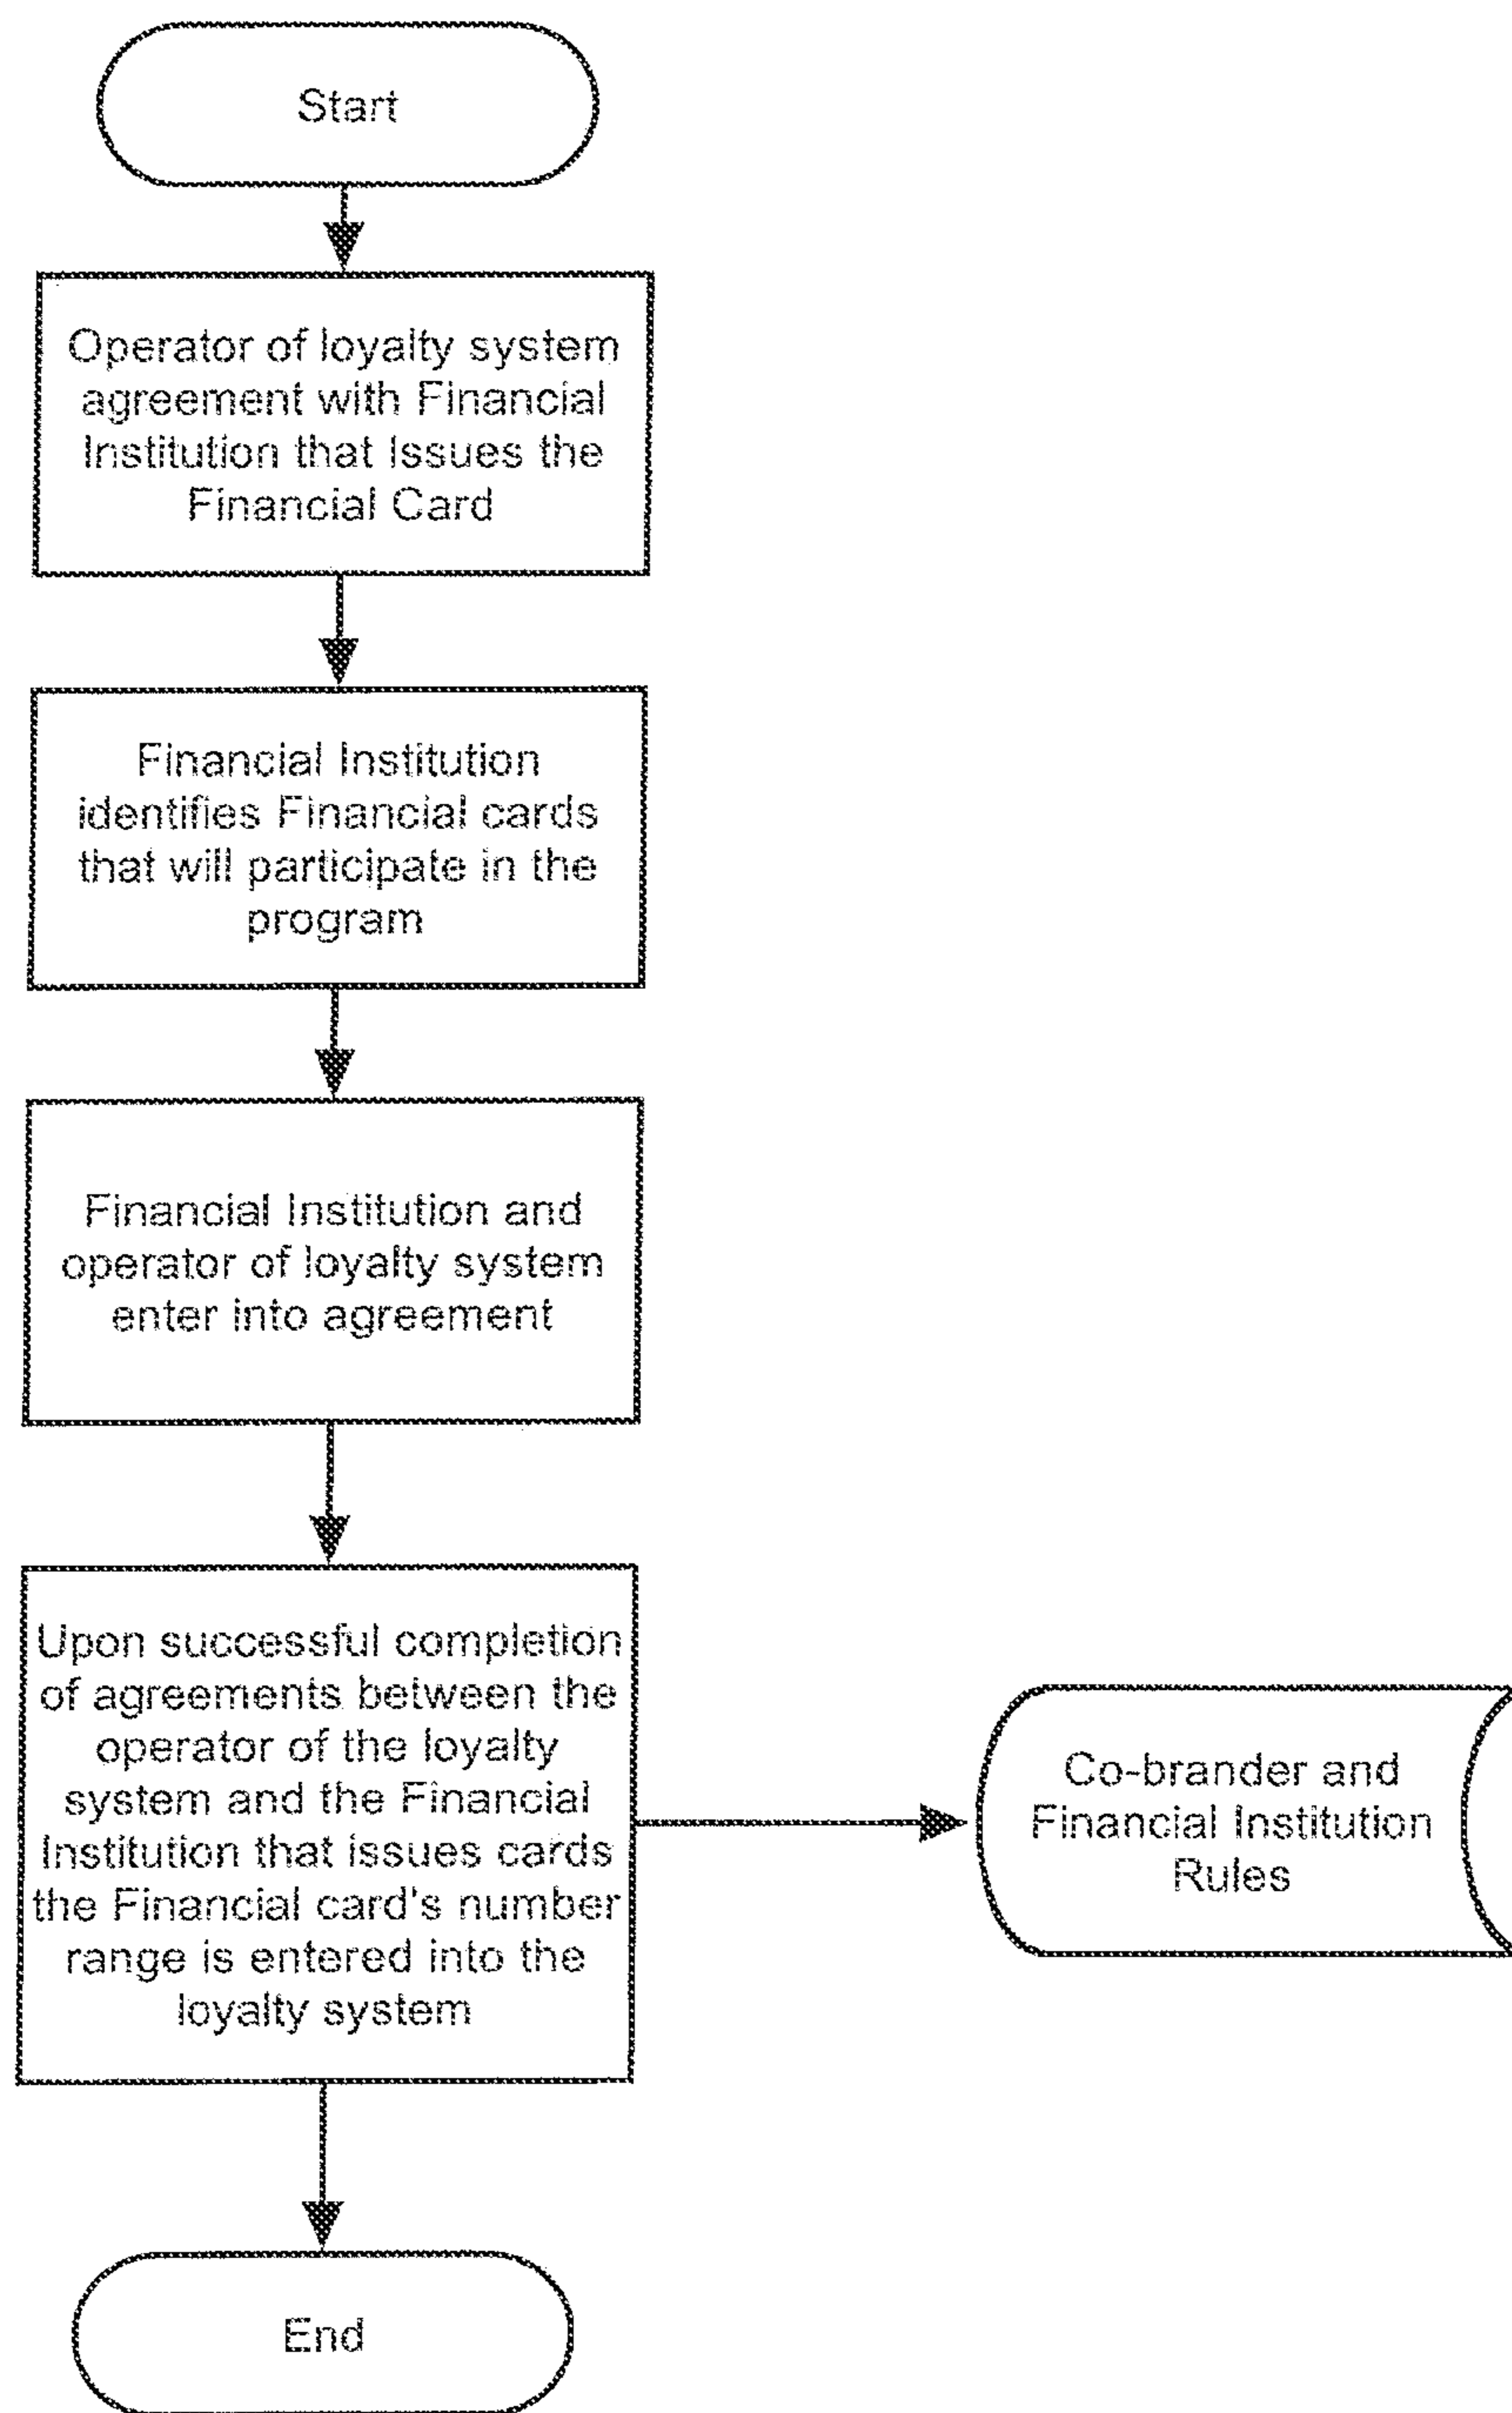 Start
Operator of loyalty system
agreement with Financial
Institution that Issues the
Financial Card
Financial Institution
identifies Financial cards
that will participate in the
program
Financial Institution and
operator of loyalty system
enter into agreement
Upon successful completion
of agreements between the
operator of the loyalty
system and the Financial
Institution that issues cards
the Financial card's number
range is entered into the
loyalty system
Co-brander and
Financial Institution
Rules
End